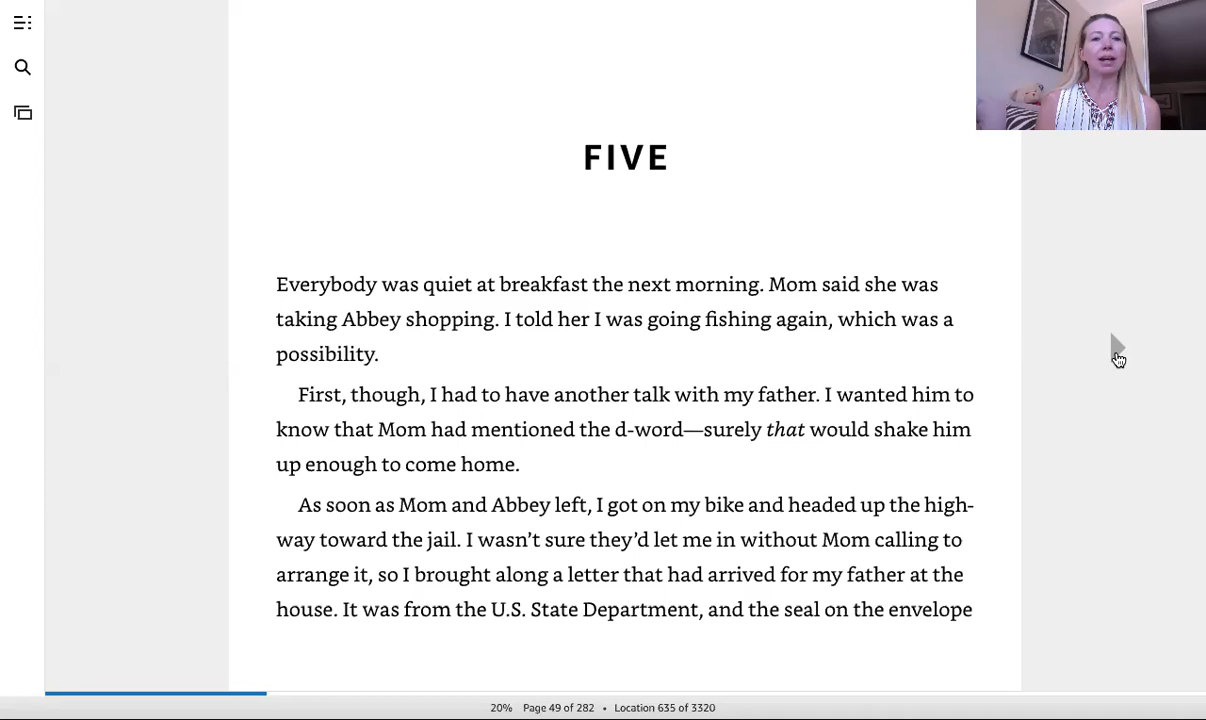 FIVE
Everybody was quiet at breakfast the next morning. Mom said she was
taking Abbey shopping. I told her I was going fishing again, which was a
possibility.
First, though, I had to have another talk with my father. I wanted him to
know that Mom had mentioned the d-word—surely that would shake him
up enough to come home.
As soon as Mom and Abbey left, I got on my bike and headed up the high-
way toward the jail. I wasn’t sure they’d let me in without Mom calling to
arrange it, so I brought along a letter that had arrived for my father at the
house. It was from the U.S. State Department, and the seal on the envelope
20% Page 49 of 282 • Location 635 of 3320